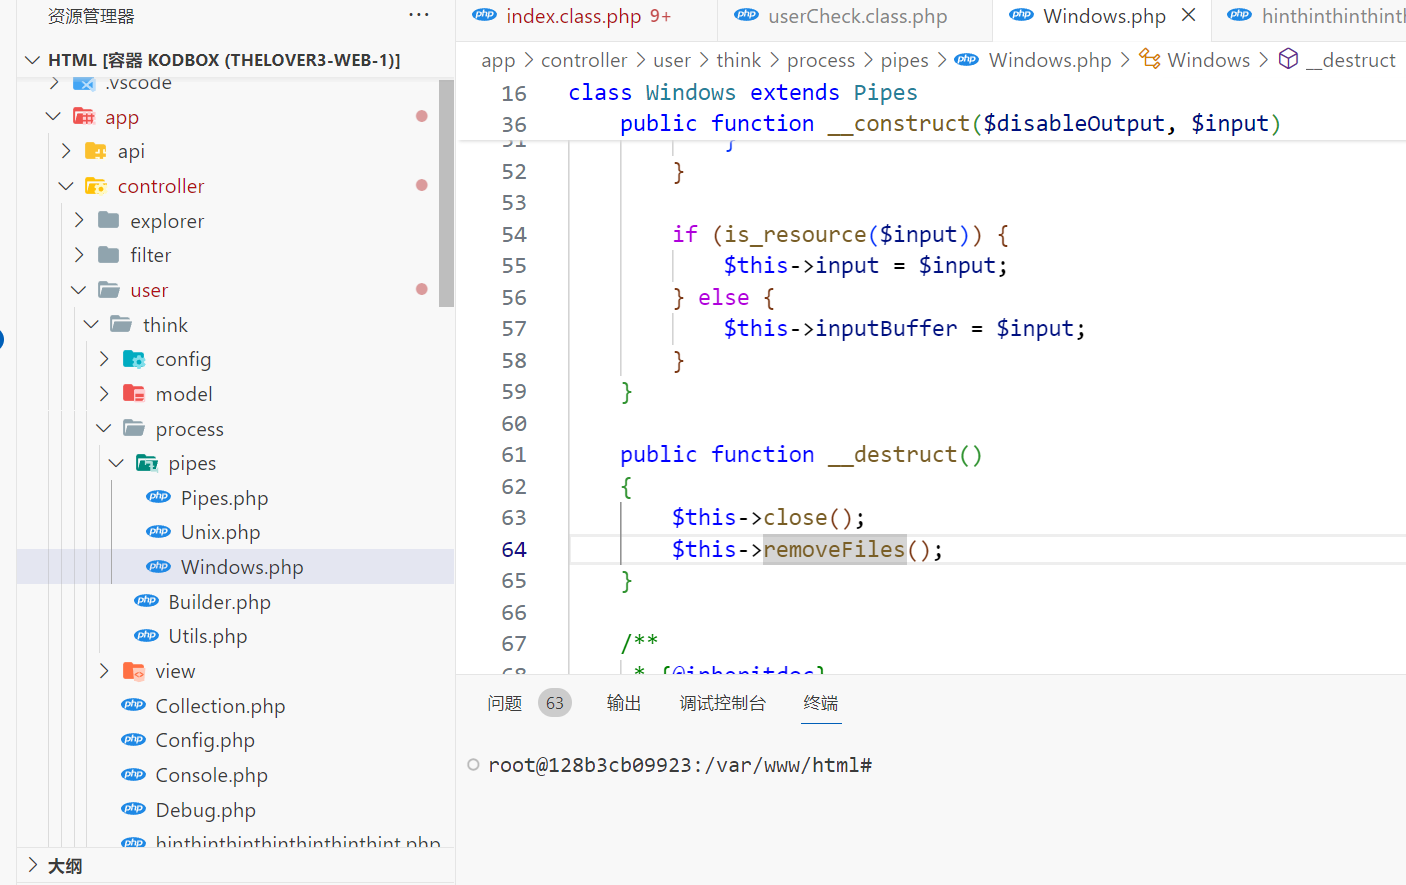 资源管理器
HTML [容器 KODBOX (THELOVER3-WEB-1)]
.vscode
app
api
controller
explorer
filter
user
think
config
model
process
pipes
Pipes.php
Unix.php
Windows.php
Builder.php
Utils.php
view
Collection.php
Config.php
Console.php
Debug.php
hinthinthinthinthinthinthint.php
大纲
index.class.php 9+
userCheck.class.php
Windows.php
hinthinthinthint
app > controller > user > think > process > pipes > Windows.php > Windows > __destruct
16 class Windows extends Pipes
36 public function __construct($disableOutput, $input)
51 }
52 }
53
54 if (is_resource($input)) {
55 $this->input = $input;
56 } else {
57 $this->inputBuffer = $input;
58 }
59 }
60
61 public function __destruct()
62 {
63 $this->close();
64 $this->removeFiles();
65 }
66
67 /**
68 * {@inheritdoc}
问题 63 输出 调试控制台 终端
root@128b3cb09923:/var/www/html#